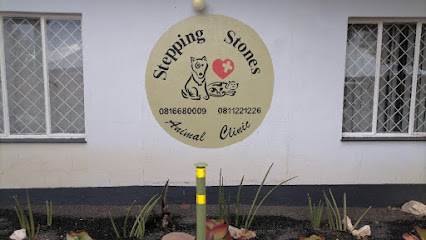 Stepping Stones
0816680009 0811221226
Animal Clinic